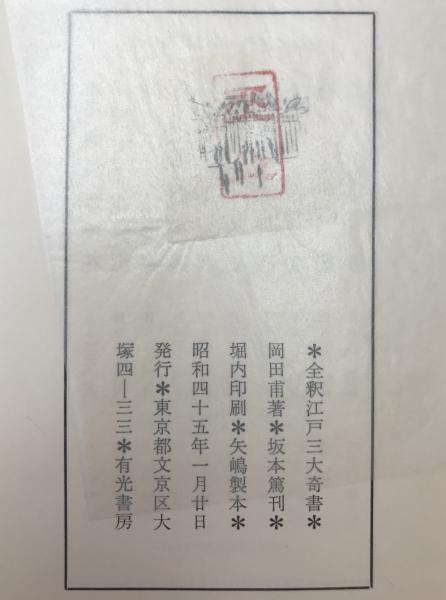 ＊全釈江戸三大奇書＊
岡田甫著＊坂本篤刊＊
堀内印刷＊矢嶋製本＊
昭和四十五年一月廿日
発行＊東京都文京区大
塚四―三三＊有光書房